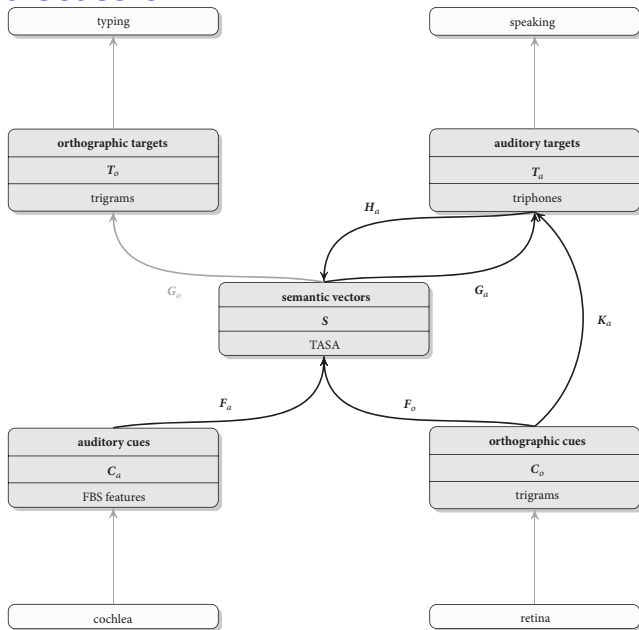 typing
speaking
orthographic targets
T_o
trigrams
auditory targets
T_a
triphones
H_a
G_o
G_a
semantic vectors
S
TASA
K_a
F_a
F_o
auditory cues
C_a
FBS features
orthographic cues
C_o
trigrams
cochlea
retina